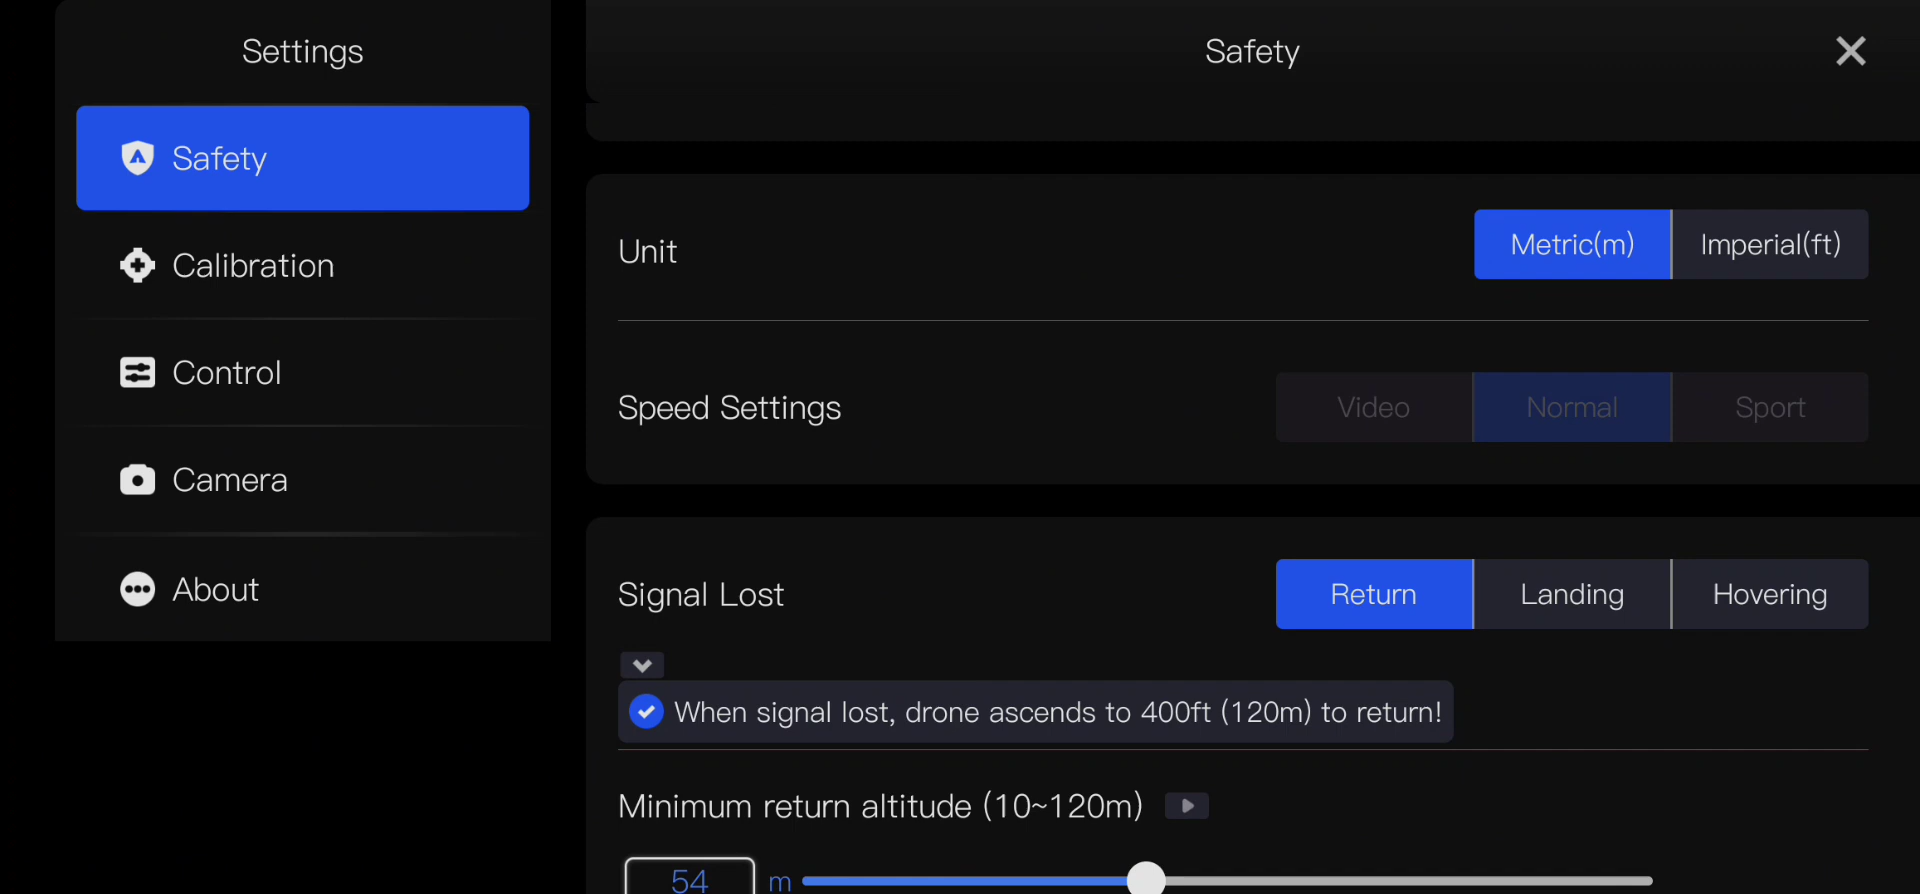 Settings
Safety
Calibration
Control
Camera
About
Safety
Unit
Metric(m)
Imperial(ft)
Speed Settings
Video
Normal
Sport
Signal Lost
Return
Landing
Hovering
When signal lost, drone ascends to 400ft (120m) to return!
Minimum return altitude (10~120m)
54 m